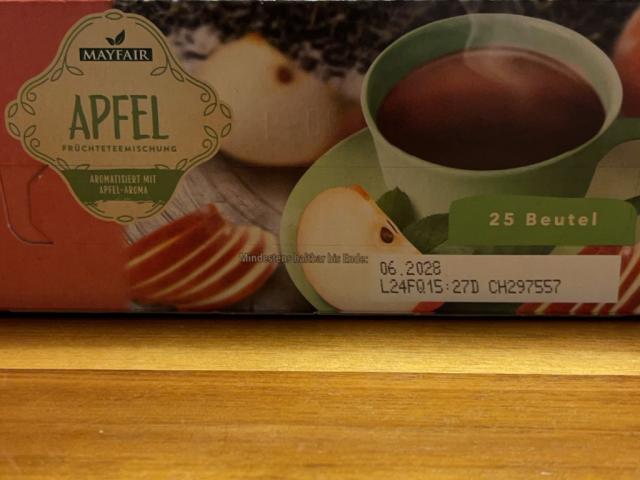 MAYFAIR
APFEL
FRÜCHTETEEMISCHUNG
AROMATISIERT MIT
APFEL-AROMA
25 Beutel
Mindestens haltbar bis Ende:
06.2028
L24FQ15:27D CH297557